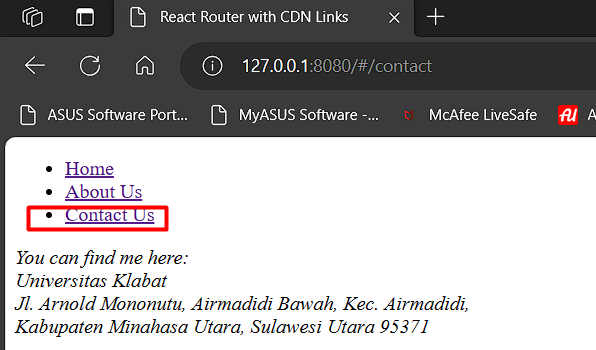 React Router with CDN Links
127.0.0.1:8080/#/contact
ASUS Software Port... MyASUS Software -... McAfee LiveSafe
Home
About Us
Contact Us
You can find me here:
Universitas Klabat
Jl. Arnold Mononutu, Airmadidi Bawah, Kec. Airmadidi,
Kabupaten Minahasa Utara, Sulawesi Utara 95371